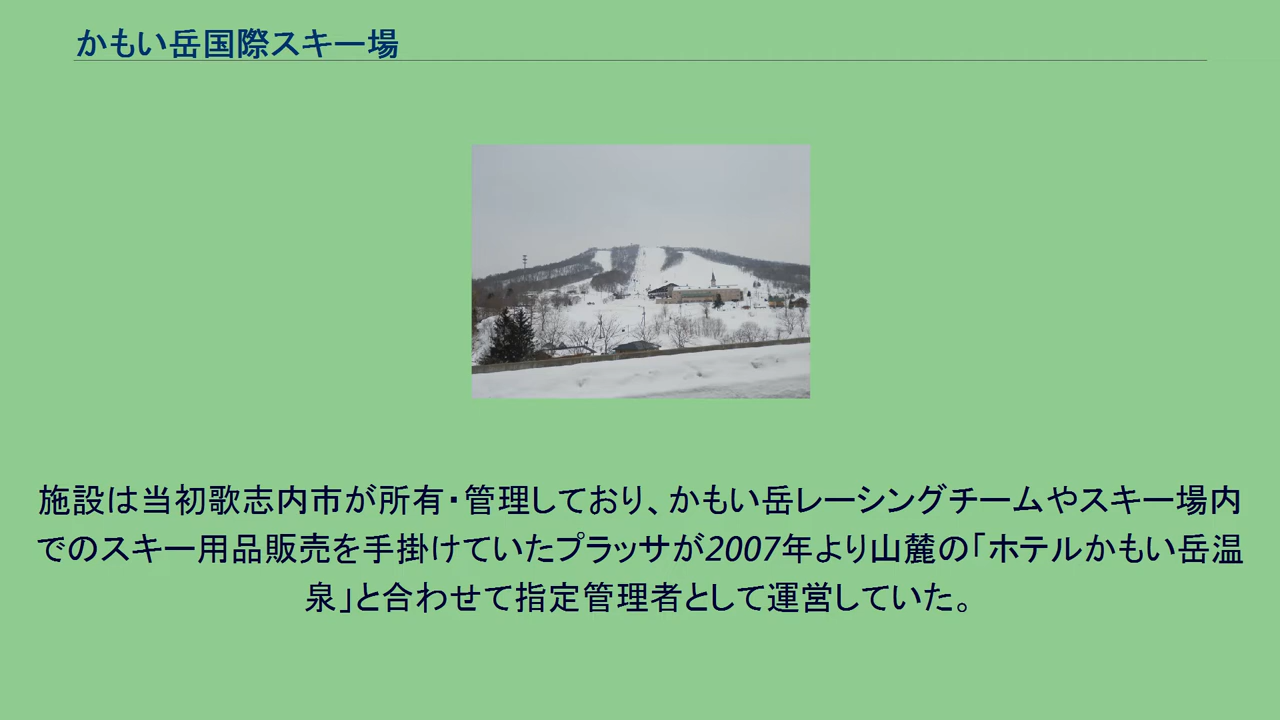 かもい岳国際スキー場
施設は当初歌志内市が所有・管理しており、かもい岳レーシングチームやスキー場内
でのスキー用品販売を手掛けていたプラッサが2007年より山麓の「ホテルかもい岳温
泉」と合わせて指定管理者として運営していた。